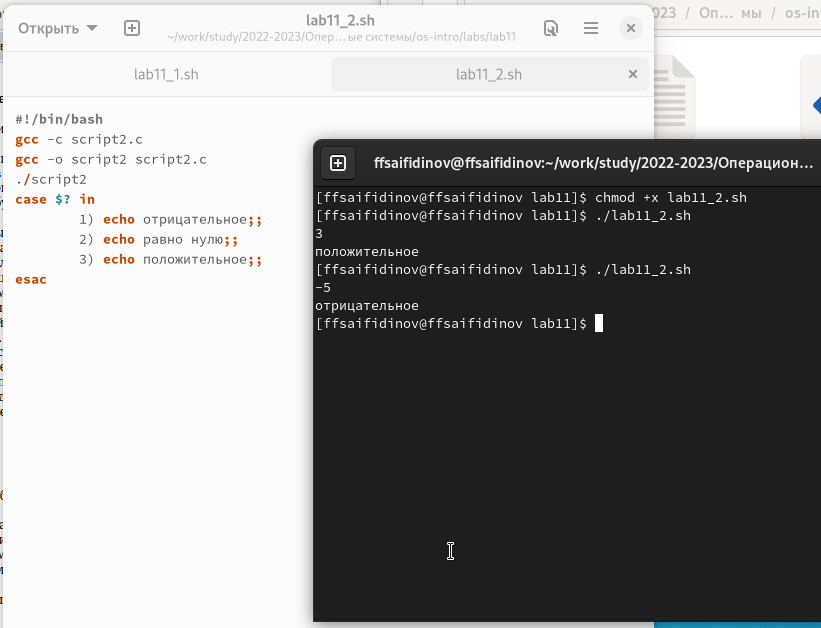 Открыть
lab11_2.sh
~/work/study/2022-2023/Опер…ые системы/os-intro/labs/lab11
023 / Оп… мы / os-in
lab11_1.sh
lab11_2.sh
#!/bin/bash
gcc -c script2.c
gcc -o script2 script2.c
./script2
case $? in
1) echo отрицательное;;
2) echo равно нулю;;
3) echo положительное;;
esac
ffsaifidinov@ffsaifidinov:~/work/study/2022-2023/Операцион…
[ffsaifidinov@ffsaifidinov lab11]$ chmod +x lab11_2.sh
[ffsaifidinov@ffsaifidinov lab11]$ ./lab11_2.sh
3
положительное
[ffsaifidinov@ffsaifidinov lab11]$ ./lab11_2.sh
-5
отрицательное
[ffsaifidinov@ffsaifidinov lab11]$